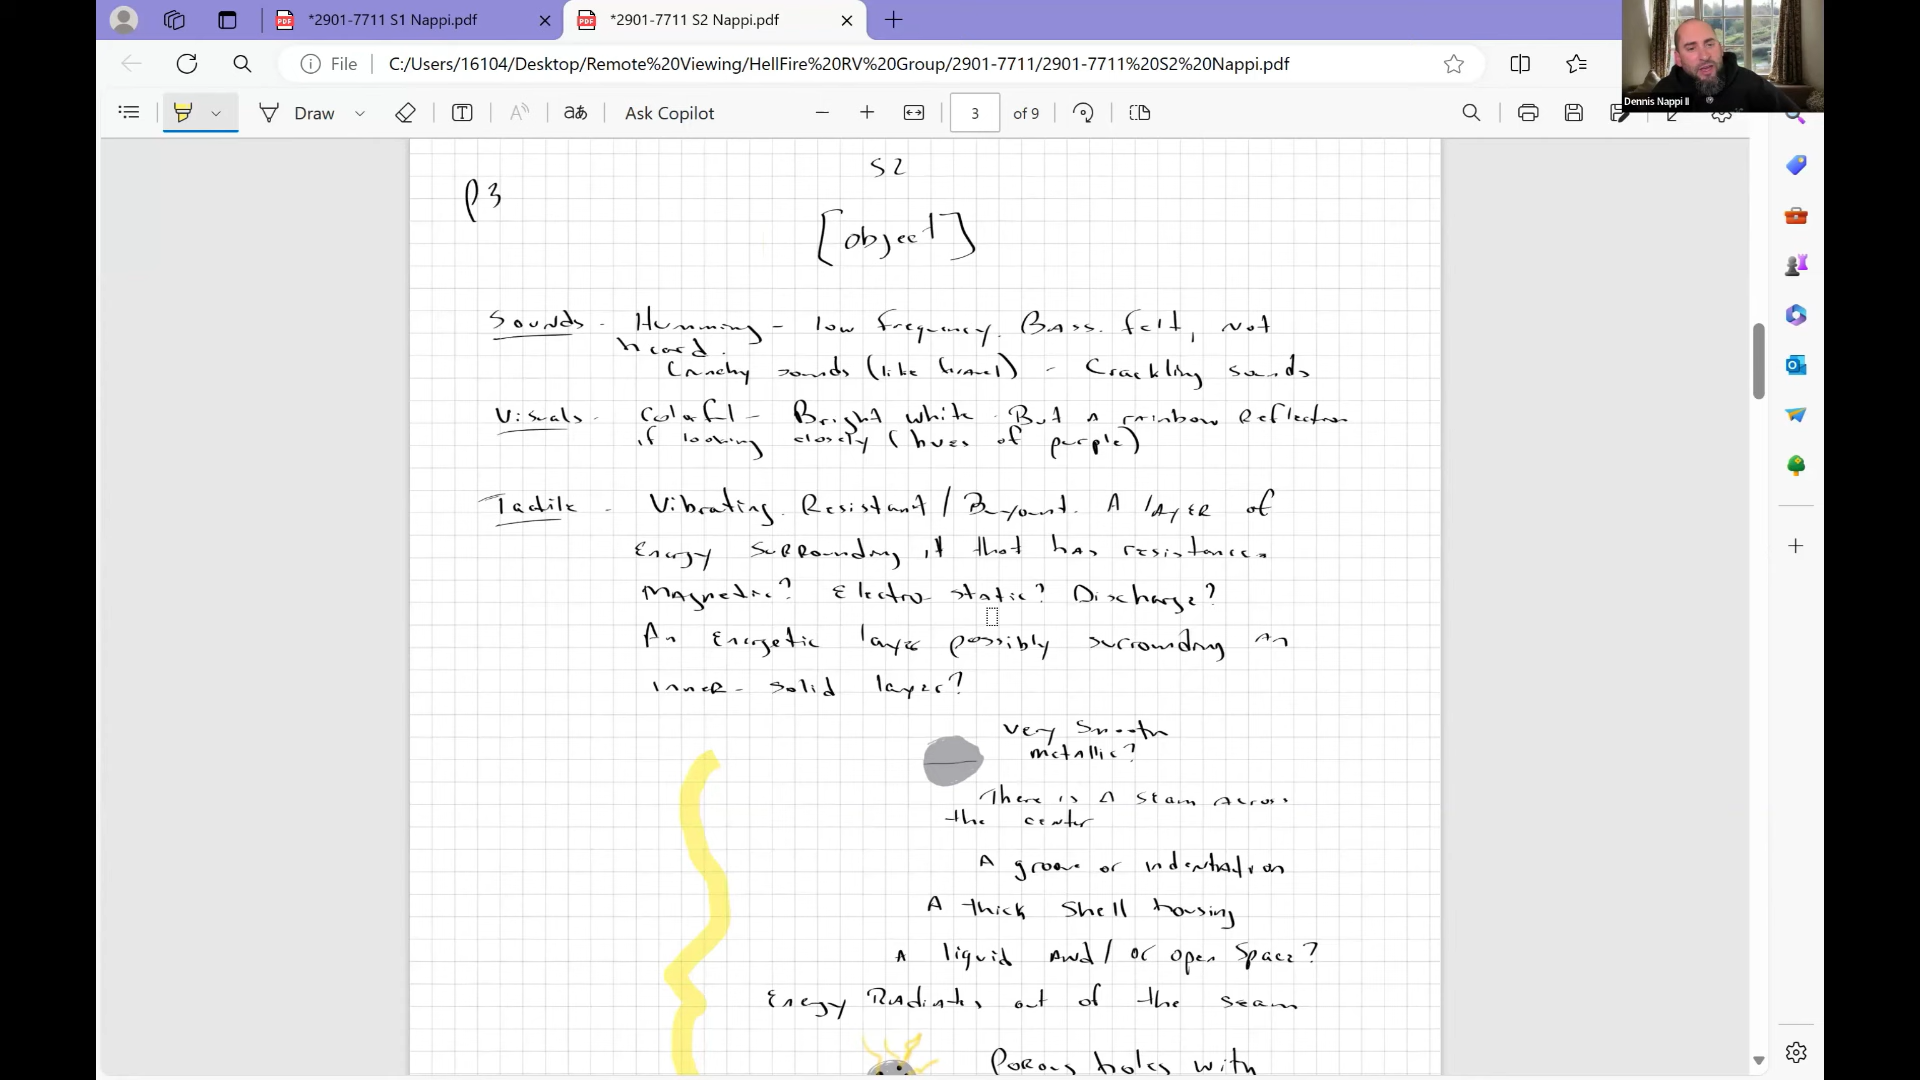 *2901-7711 S1 Nappi.pdf
*2901-7711 S2 Nappi.pdf
File
C:/Users/16104/Desktop/Remote%20Viewing/HellFire%20RV%20Group/2901-7711/2901-7711%20S2%20Nappi.pdf
Draw
Ask Copilot
3 of 9
Dennis Nappi II
S2
P3
[object]
Sounds - Humming - low frequency. Bass. felt, not
heard.
Crunchy sounds (like Gravel) - Crackling sounds
Visuals - Colorful - Bright white. But a rainbow Reflection
if looking closely (hues of purple)
Tactile - Vibrating. Resistant / Buoyant. A layer of
Energy surrounding it that has resistance.
Magnetic? Electro-static? Discharge?
An Energetic layer possibly surrounding an
inner-solid layer?
Very Smooth
metallic?
There is A seam across
the center
A groove or indentation
A thick Shell housing
A liquid And/or open Space?
Energy Radiates out of the seam
Porous holes with